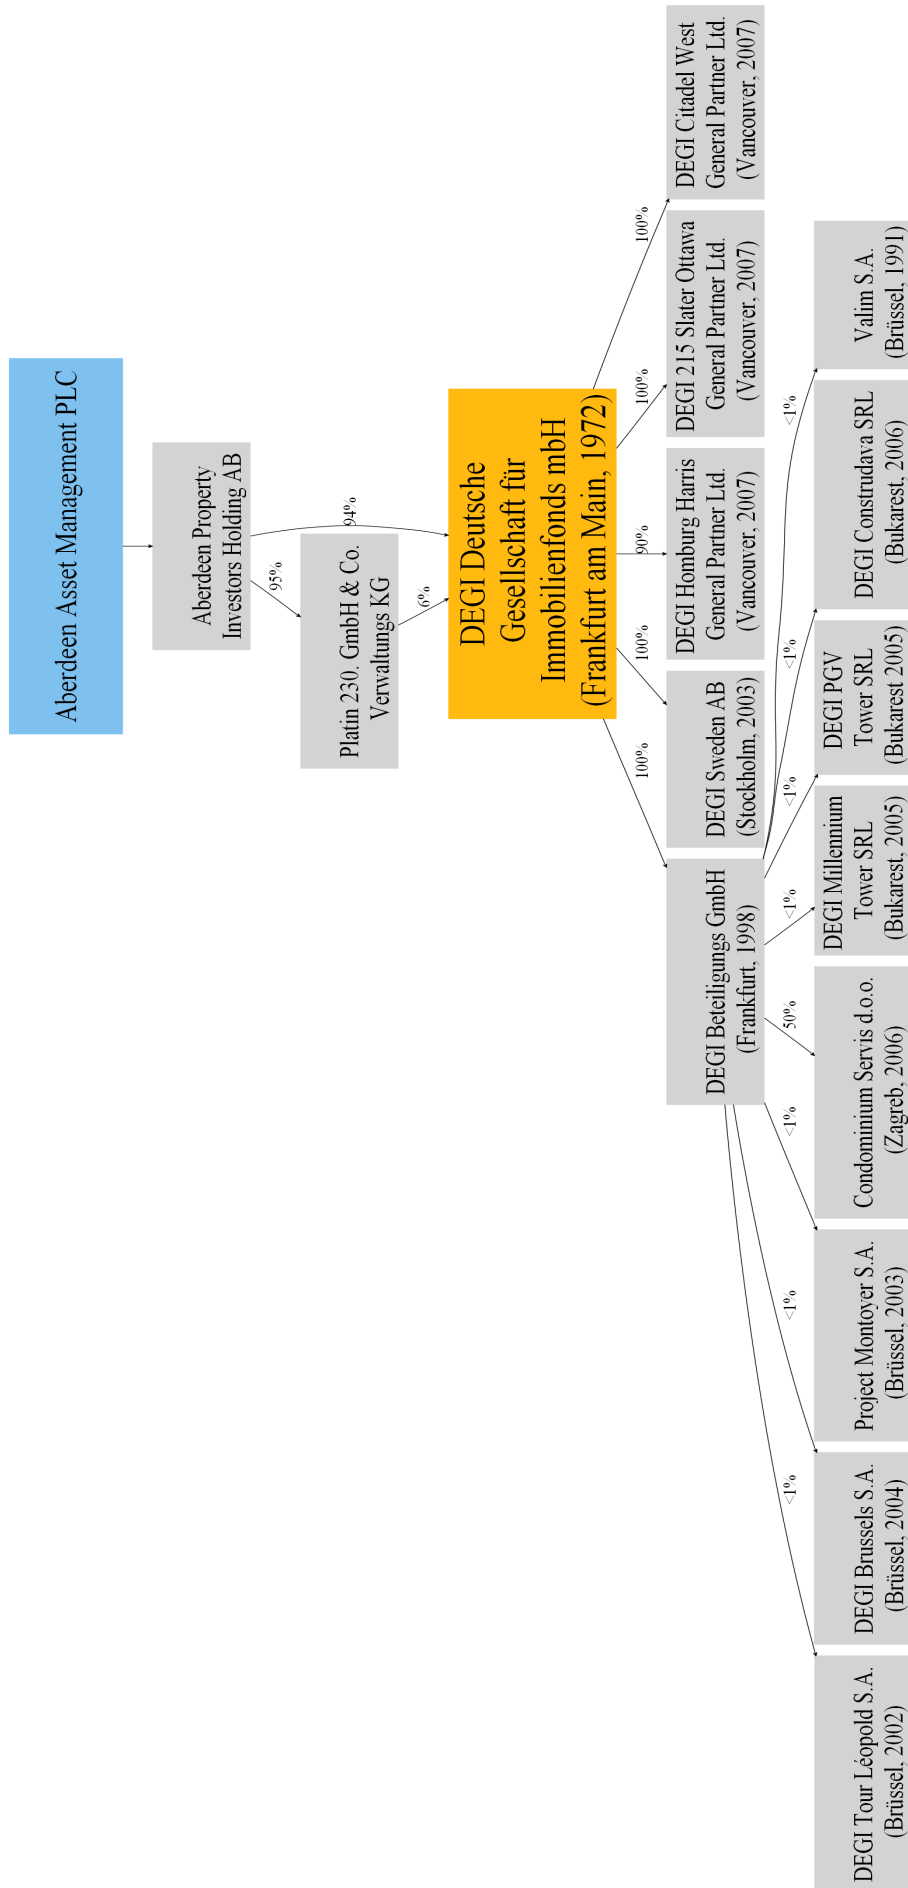 Aberdeen Asset Management PLC
Aberdeen Property
Investors Holding AB
95%
94%
Platin 230. GmbH & Co.
Verwaltungs KG
6%
DEGI Deutsche
Gesellschaft für
Immobilienfonds mbH
(Frankfurt am Main, 1972)
100%
100%
90%
100%
100%
DEGI Beteiligungs GmbH
(Frankfurt, 1998)
DEGI Sweden AB
(Stockholm, 2003)
DEGI Homburg Harris
General Partner Ltd.
(Vancouver, 2007)
DEGI 215 Slater Ottawa
General Partner Ltd.
(Vancouver, 2007)
DEGI Citadel West
General Partner Ltd.
(Vancouver, 2007)
<1%
<1%
<1%
50%
<1%
<1%
<1%
<1%
DEGI Tour Léopold S.A.
(Brüssel, 2002)
DEGI Brussels S.A.
(Brüssel, 2004)
Project Montoyer S.A.
(Brüssel, 2003)
Condominium Servis d.o.o.
(Zagreb, 2006)
DEGI Millennium
Tower SRL
(Bukarest, 2005)
DEGI PGV
Tower SRL
(Bukarest 2005)
DEGI Construdava SRL
(Bukarest, 2006)
Valim S.A.
(Brüssel, 1991)